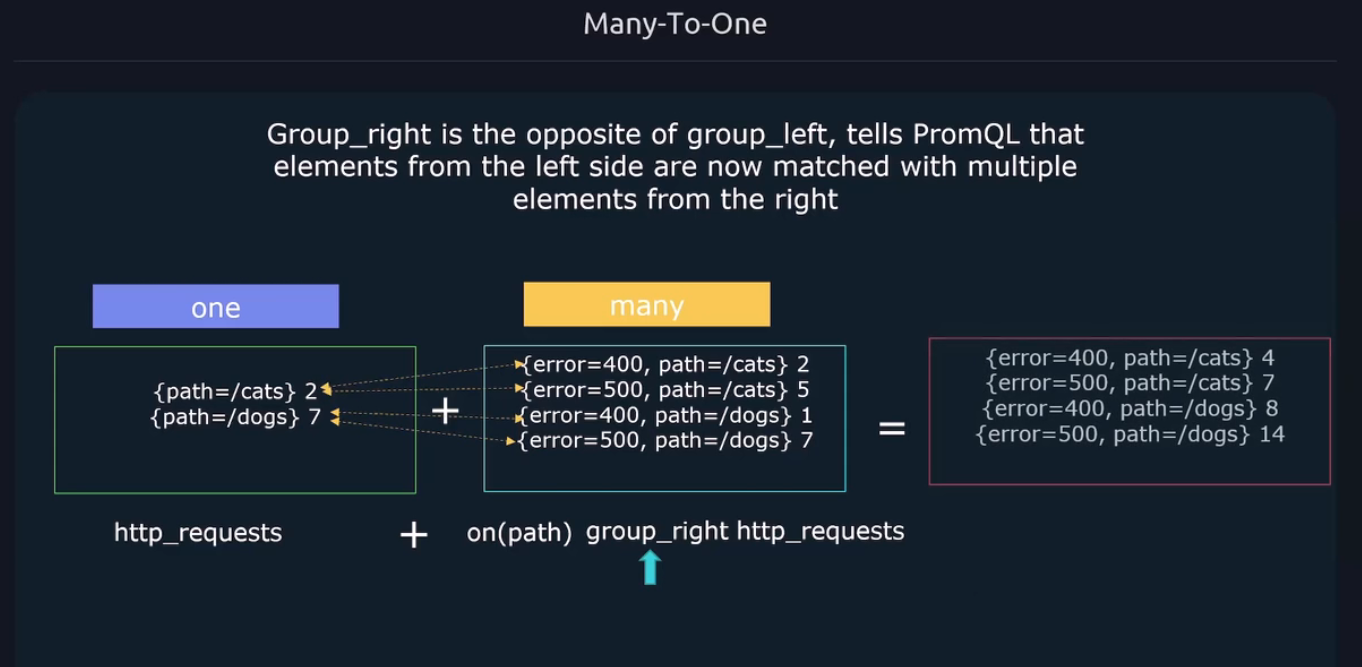 Many-To-One
Group_right is the opposite of group_left, tells PromQL that
elements from the left side are now matched with multiple
elements from the right
one
many
{path=/cats} 2
{path=/dogs} 7
+
{error=400, path=/cats} 2
{error=500, path=/cats} 5
{error=400, path=/dogs} 1
{error=500, path=/dogs} 7
=
{error=400, path=/cats} 4
{error=500, path=/cats} 7
{error=400, path=/dogs} 8
{error=500, path=/dogs} 14
http_requests + on(path) group_right http_requests